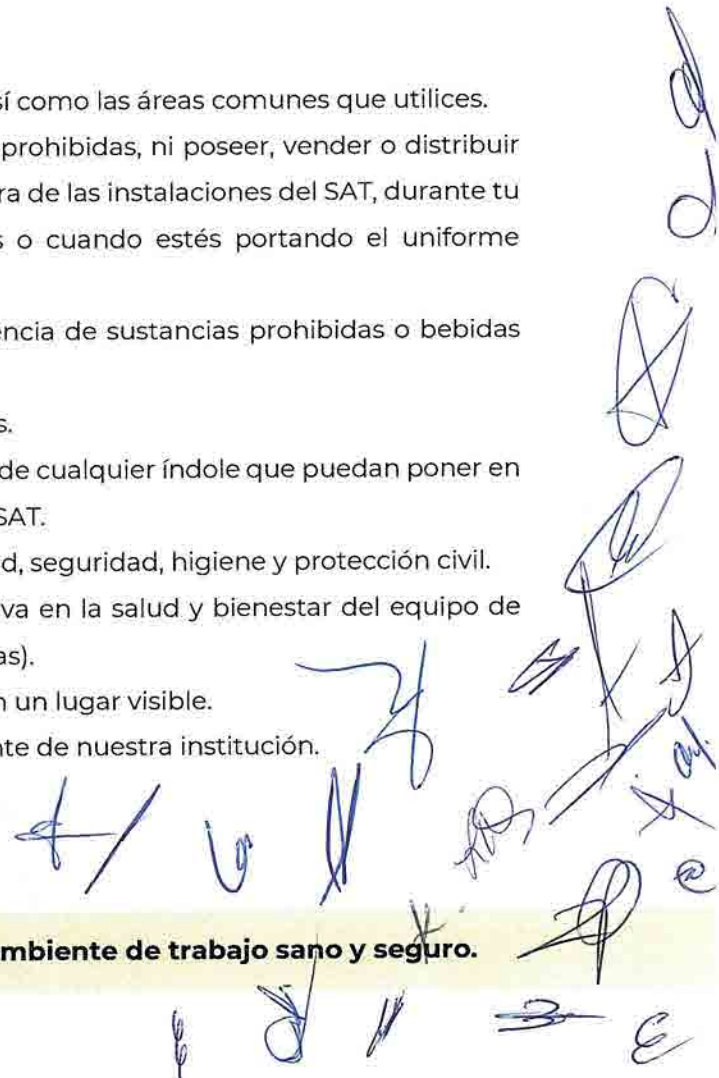 sí como las áreas comunes que utilices.
prohibidas, ni poseer, vender o distribuir
ra de las instalaciones del SAT, durante tu
s o cuando estés portando el uniforme
encia de sustancias prohibidas o bebidas
s.
de cualquier índole que puedan poner en
SAT.
d, seguridad, higiene y protección civil.
va en la salud y bienestar del equipo de
as).
n un lugar visible.
nte de nuestra institución.
mbiente de trabajo sano y seguro.